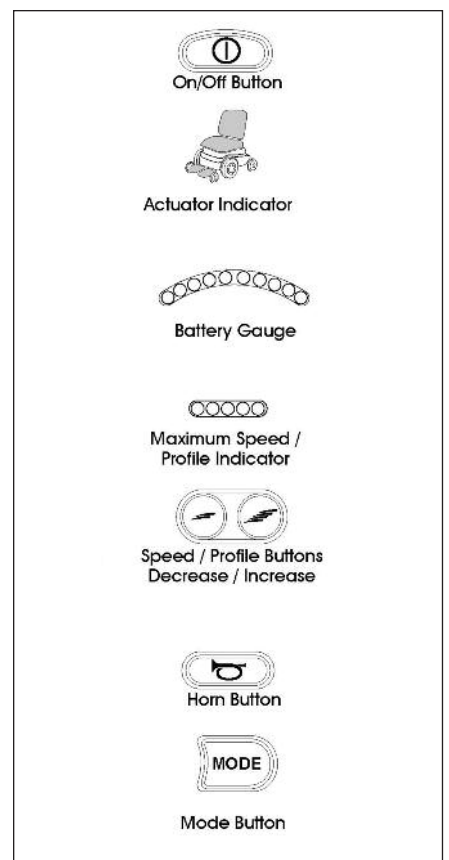 On/Off Button
Actuator Indicator
Battery Gauge
Maximum Speed /
Profile Indicator
Speed / Profile Buttons
Decrease / Increase
Horn Button
MODE
Mode Button